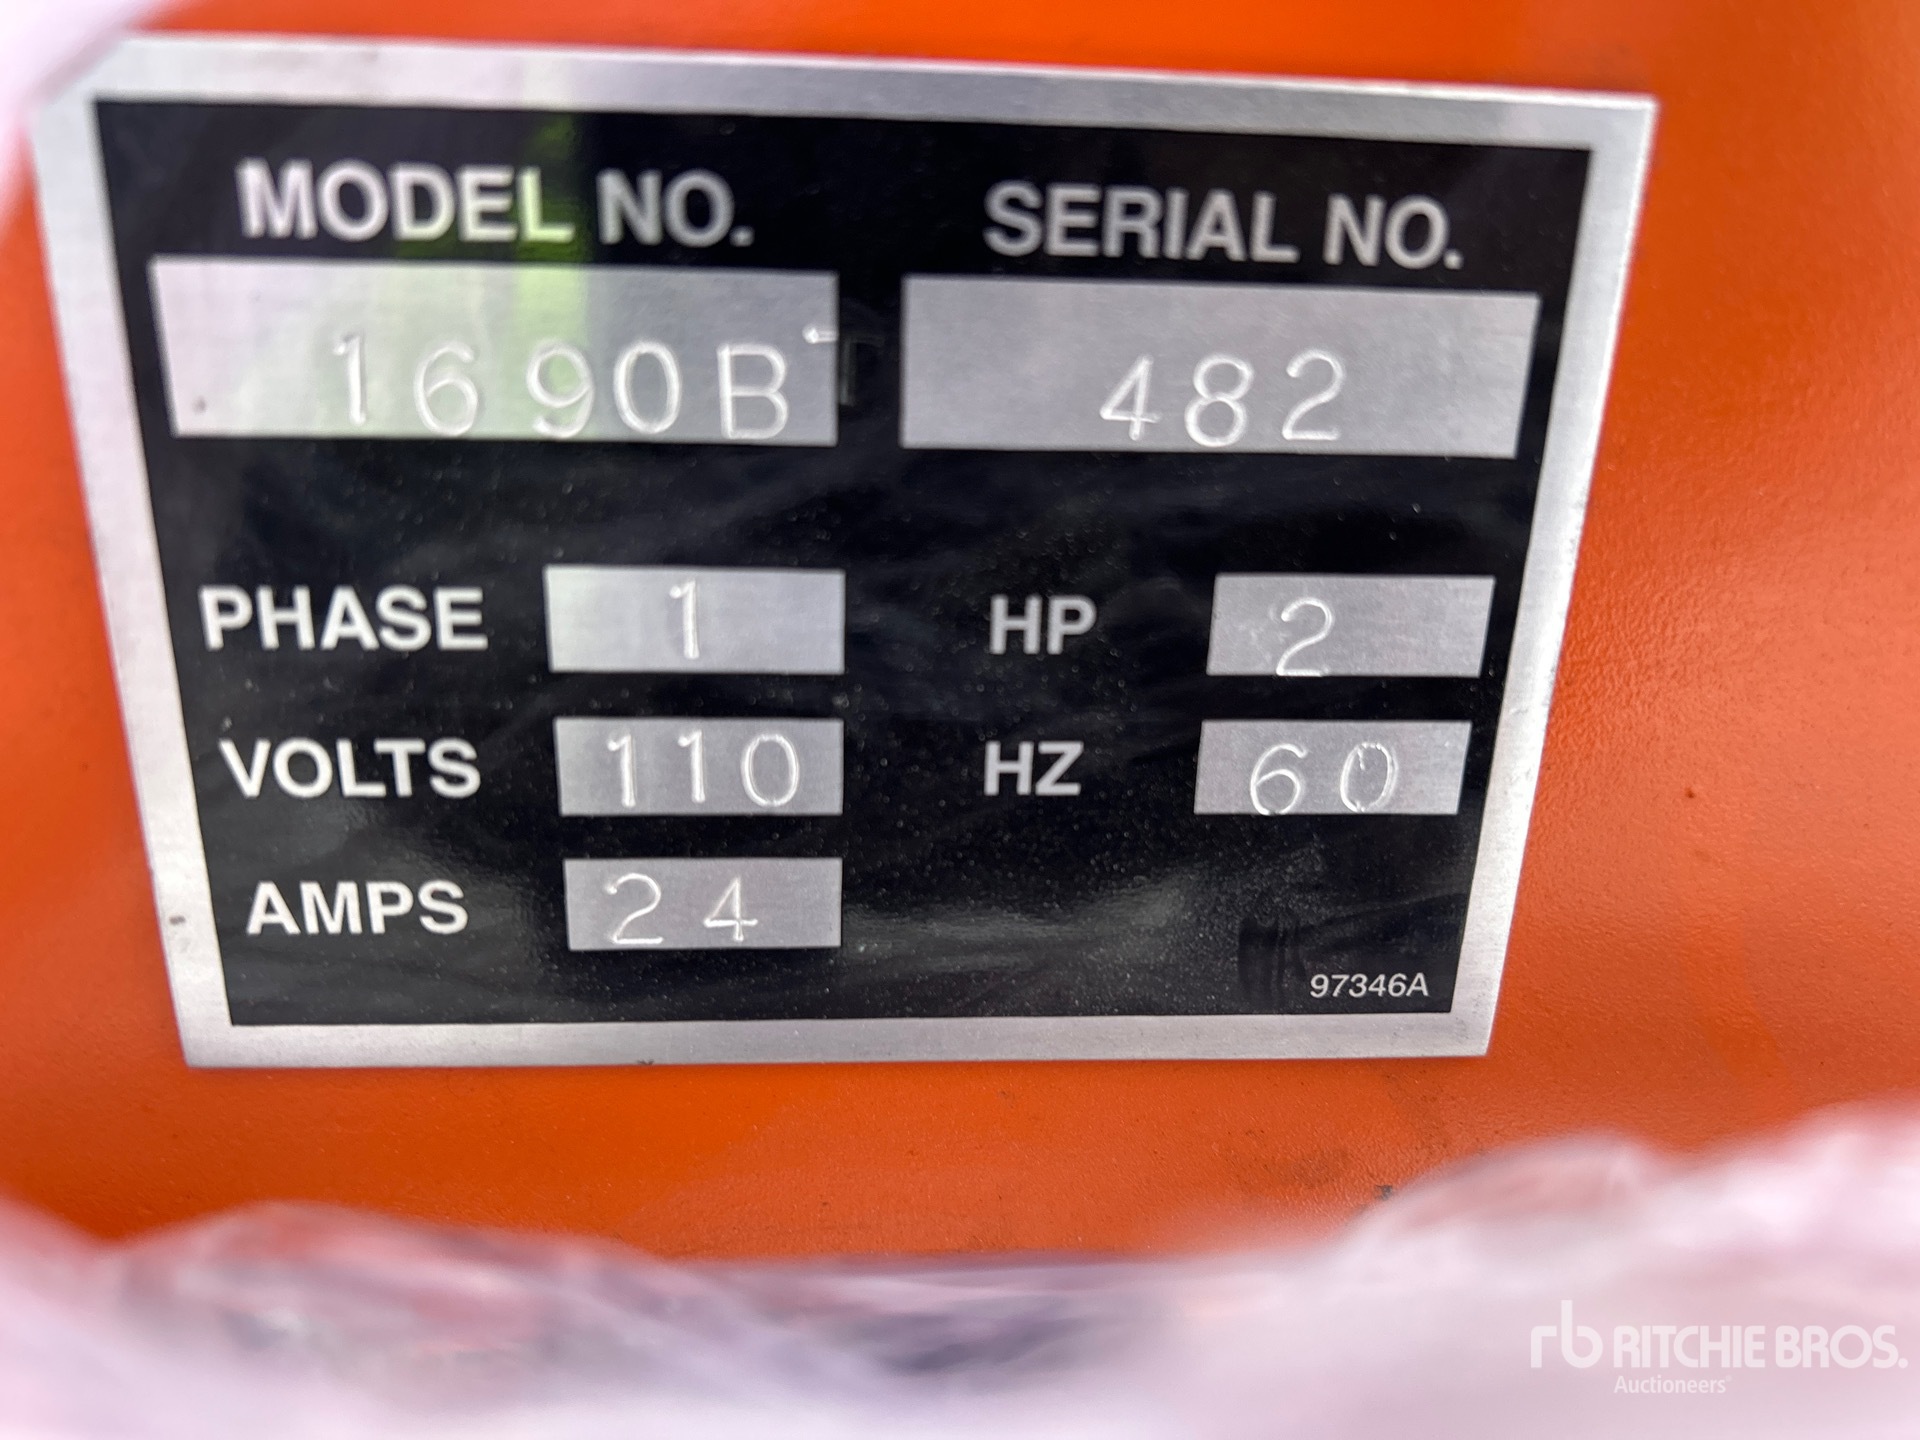 MODEL NO. SERIAL NO.
1690B 482
PHASE 1 HP 2
VOLTS 110 HZ 60
AMPS 24
97346A
rb RITCHIE BROS.
Auctioneers